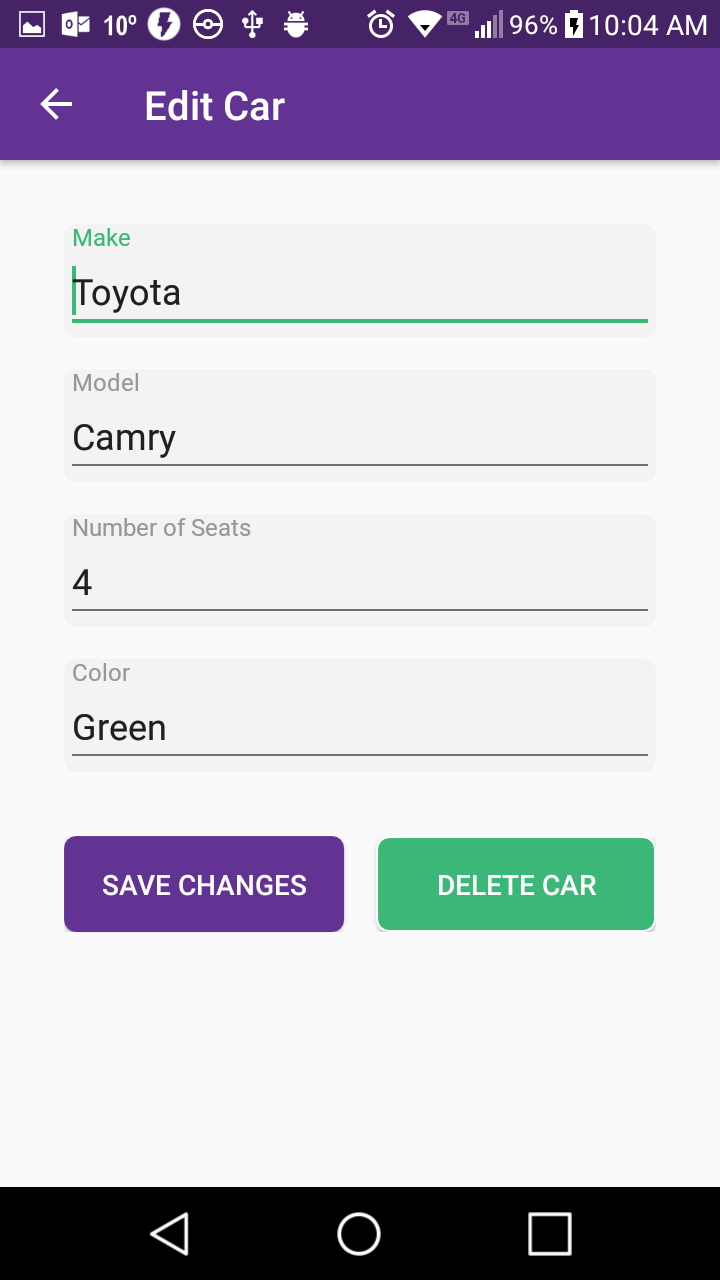 10º 4G 96% 10:04 AM
Edit Car
Make
Toyota
Model
Camry
Number of Seats
4
Color
Green
SAVE CHANGES DELETE CAR